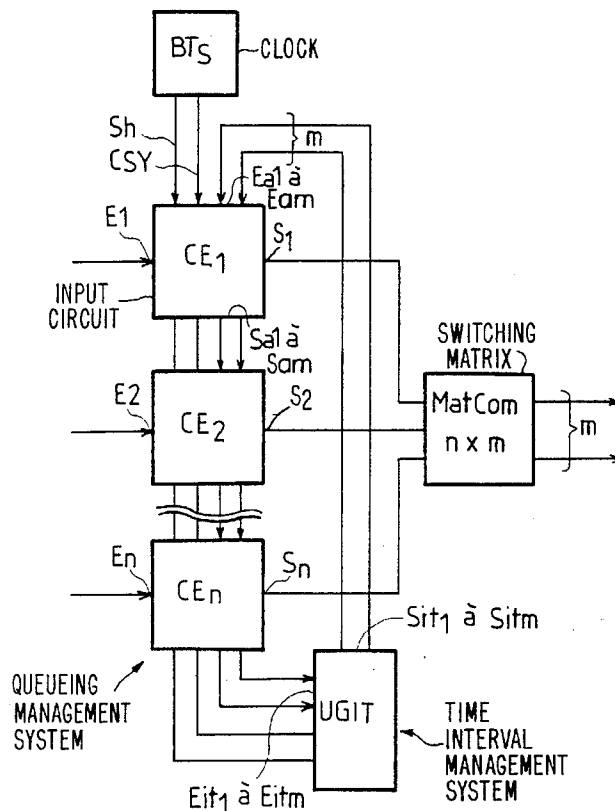 BTs
CLOCK
Sh
CSY
m
Ea1 à
Eam
E1
CE1
S1
INPUT
CIRCUIT
Sa1 à
Sam
SWITCHING
MATRIX
E2
CE2
S2
MatCom
n x m
m
En
CEn
Sn
Sit1 à Sitm
QUEUEING
MANAGEMENT
SYSTEM
UGIT
TIME
INTERVAL
MANAGEMENT
SYSTEM
Eit1 à Eitm